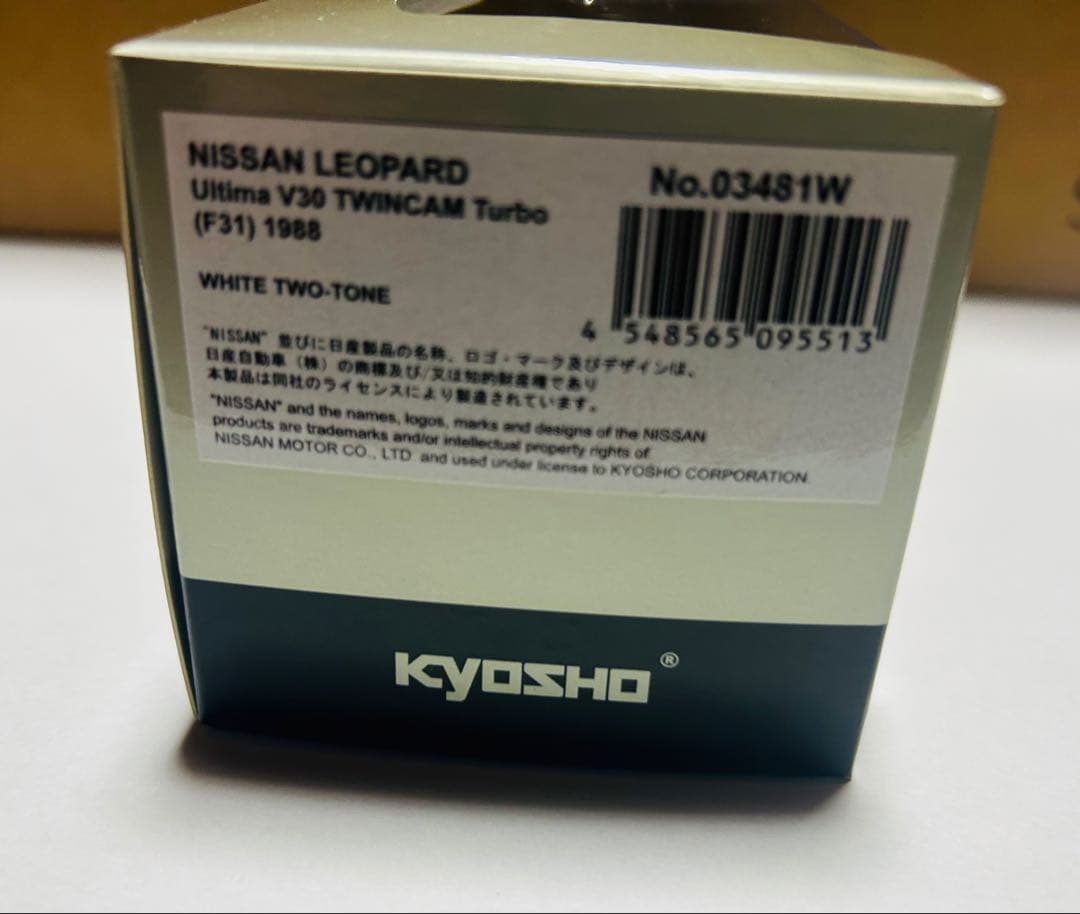 NISSAN LEOPARD
Ultima V30 TWINCAM Turbo
(F31) 1988
No.03481W
WHITE TWO-TONE
4 548565 095513
"NISSAN" 並びに日産製品の名称、ロゴ・マーク及びデザインは、
日産自動車（株）の商標及び/又は知的財産権であり
本製品は同社のライセンスにより製造されています。
"NISSAN" and the names, logos, marks and designs of the NISSAN
products are trademarks and/or intellectual property rights of
NISSAN MOTOR CO., LTD and used under license to KYOSHO CORPORATION.
KYOSHO®